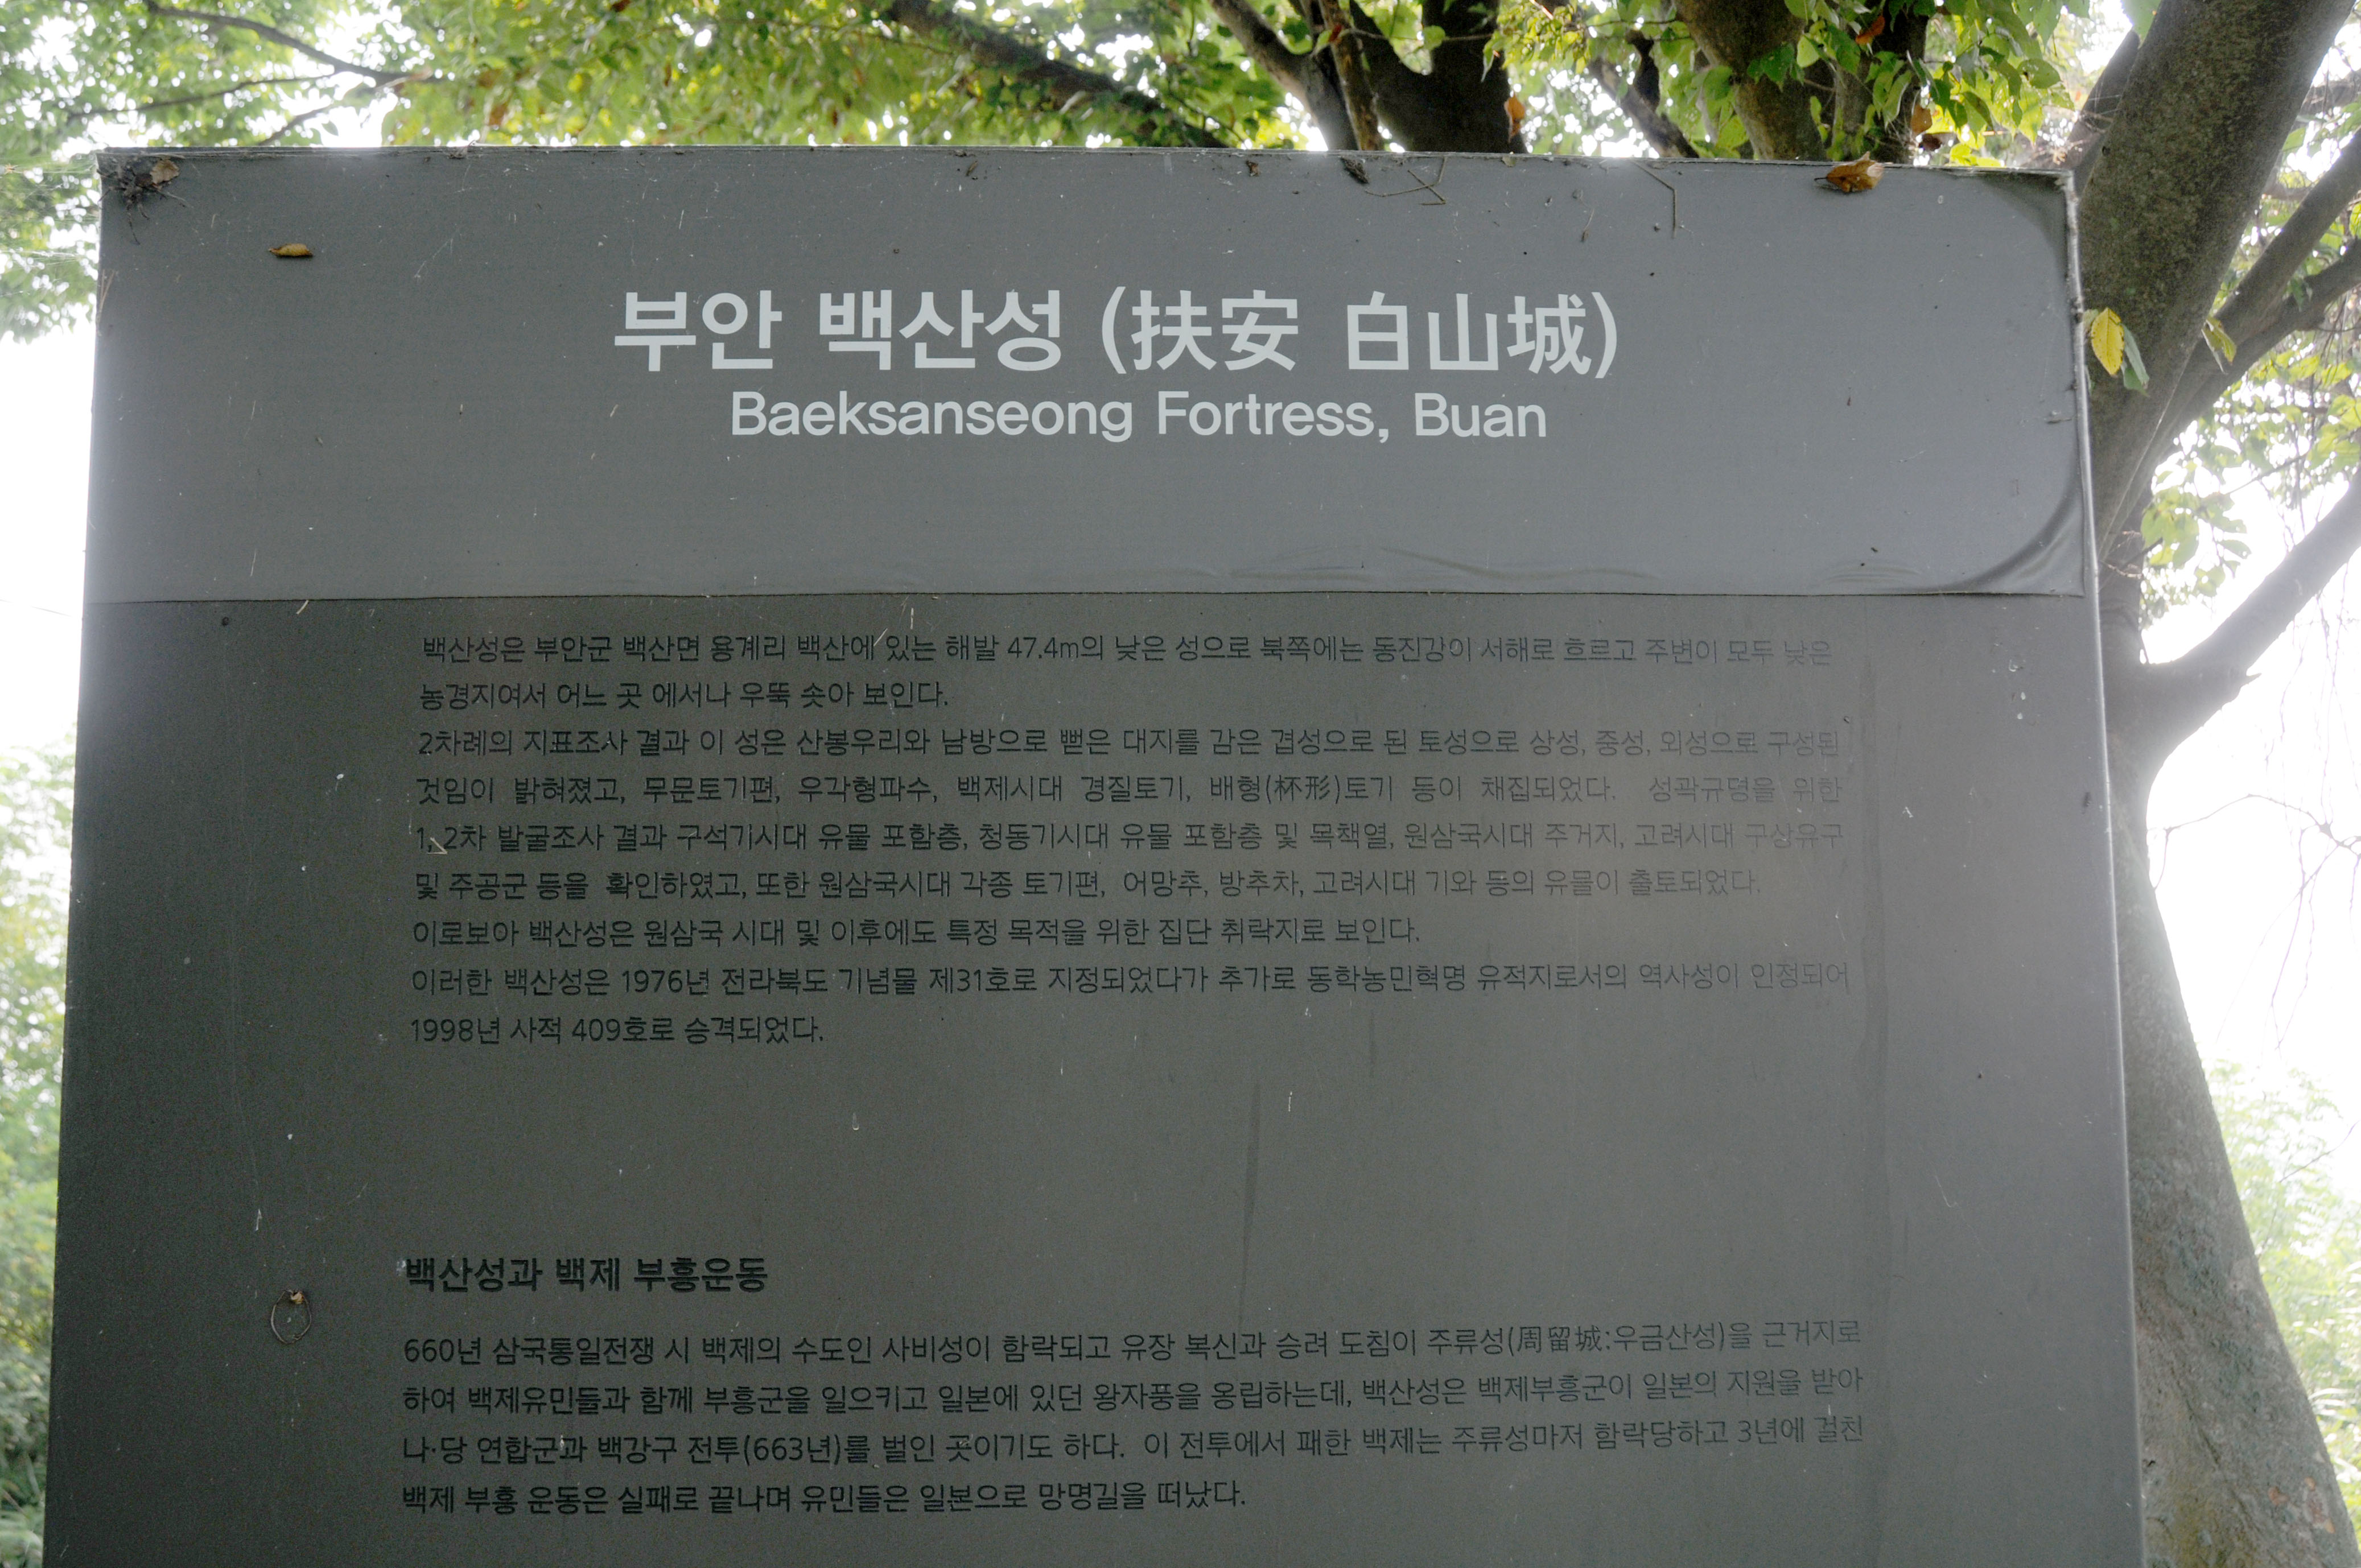 부안 백산성 (扶安 白山城)
Baeksanseong Fortress, Buan
백산성은 부안군 백산면 용계리 백산에 있는 해발 47.4m의 낮은 성으로 북쪽에는 동진강이 서해로 흐르고 주변이 모두 낮은
농경지여서 어느 곳 에서나 우뚝 솟아 보인다.
2차례의 지표조사 결과 이 성은 산봉우리와 남방으로 뻗은 대지를 감은 겹성으로 된 토성으로 상성, 중성, 외성으로 구성된
것임이 밝혀졌고, 무문토기편, 우각형파수, 백제시대 경질토기, 배형(杯形)토기 등이 채집되었다. 성곽규명을 위한
1, 2차 발굴조사 결과 구석기시대 유물 포함층, 청동기시대 유물 포함층 및 목책열, 원삼국시대 주거지, 고려시대 구상유구
및 주공군 등을 확인하였고, 또한 원삼국시대 각종 토기편, 어망추, 방추차, 고려시대 기와 등의 유물이 출토되었다.
이로보아 백산성은 원삼국 시대 및 이후에도 특정 목적을 위한 집단 취락지로 보인다.
이러한 백산성은 1976년 전라북도 기념물 제31호로 지정되었다가 추가로 동학농민혁명 유적지로서의 역사성이 인정되어
1998년 사적 409호로 승격되었다.
백산성과 백제 부흥운동
660년 삼국통일전쟁 시 백제의 수도인 사비성이 함락되고 유장 복신과 승려 도침이 주류성(周留城:우금산성)을 근거지로
하여 백제유민들과 함께 부흥군을 일으키고 일본에 있던 왕자풍을 옹립하는데, 백산성은 백제부흥군이 일본의 지원을 받아
나·당 연합군과 백강구 전투(663년)를 벌인 곳이기도 하다. 이 전투에서 패한 백제는 주류성마저 함락당하고 3년에 걸친
백제 부흥 운동은 실패로 끝나며 유민들은 일본으로 망명길을 떠났다.